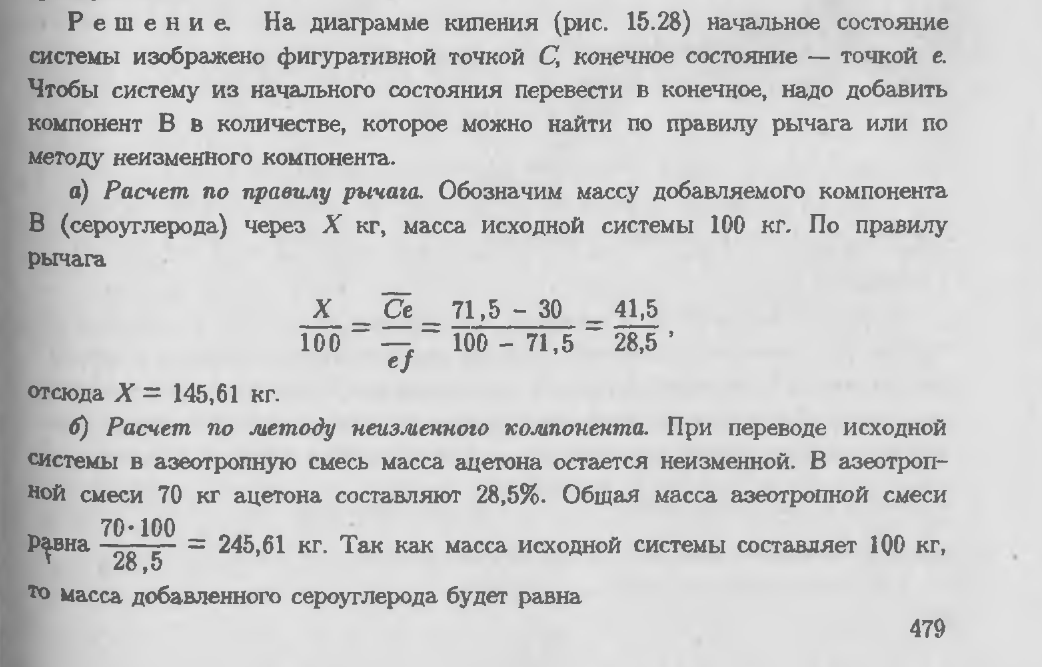 Р е ш е н и е. На диаграмме кипения (рис. 15.28) начальное состояние
системы изображено фигуративной точкой C, конечное состояние — точкой e.
Чтобы систему из начального состояния перевести в конечное, надо добавить
компонент В в количестве, которое можно найти по правилу рычага или по
методу неизменного компонента.
а) Расчет по правилу рычага. Обозначим массу добавляемого компонента
В (сероуглерода) через X кг, масса исходной системы 100 кг. По правилу
рычага
X/100 = C̅e̅/e̅f̅ = (71,5 − 30)/(100 − 71,5) = 41,5/28,5 ,
отсюда X = 145,61 кг.
б) Расчет по методу неизменного компонента. При переводе исходной
системы в азеотропную смесь масса ацетона остается неизменной. В азеотроп-
ной смеси 70 кг ацетона составляют 28,5%. Общая масса азеотропной смеси
равна 70·100/28,5 = 245,61 кг. Так как масса исходной системы составляет 100 кг,
то масса добавленного сероуглерода будет равна
479